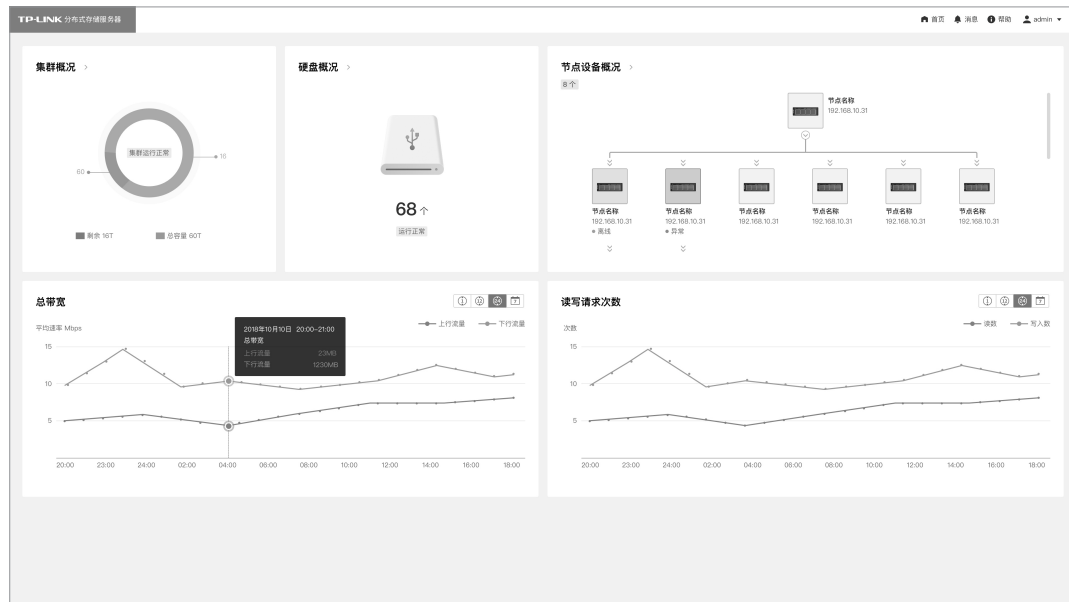 TP-LINK 分布式存储服务器
首页 消息 帮助 admin
集群概况
集群运行正常
16
60
剩余 16T 总容量 60T
硬盘概况
68 个
运行正常
节点设备概况
8 个
节点名称
192.168.10.31
节点名称 节点名称 节点名称 节点名称 节点名称 节点名称
192.168.10.31 192.168.10.31 192.168.10.31 192.168.10.31 192.168.10.31 192.168.10.31
离线 异常
总带宽
24 7
平均速率 Mbps
上行流量 下行流量
2018年10月10日 20:00-21:00
总带宽
上行流量 23MB
下行流量 1230MB
15
10
5
20:00 23:00 24:00 02:00 04:00 06:00 08:00 10:00 12:00 14:00 16:00 18:00
读写请求次数
24 7
次数
读数 写入数
15
10
5
20:00 23:00 24:00 02:00 04:00 06:00 08:00 10:00 12:00 14:00 16:00 18:00